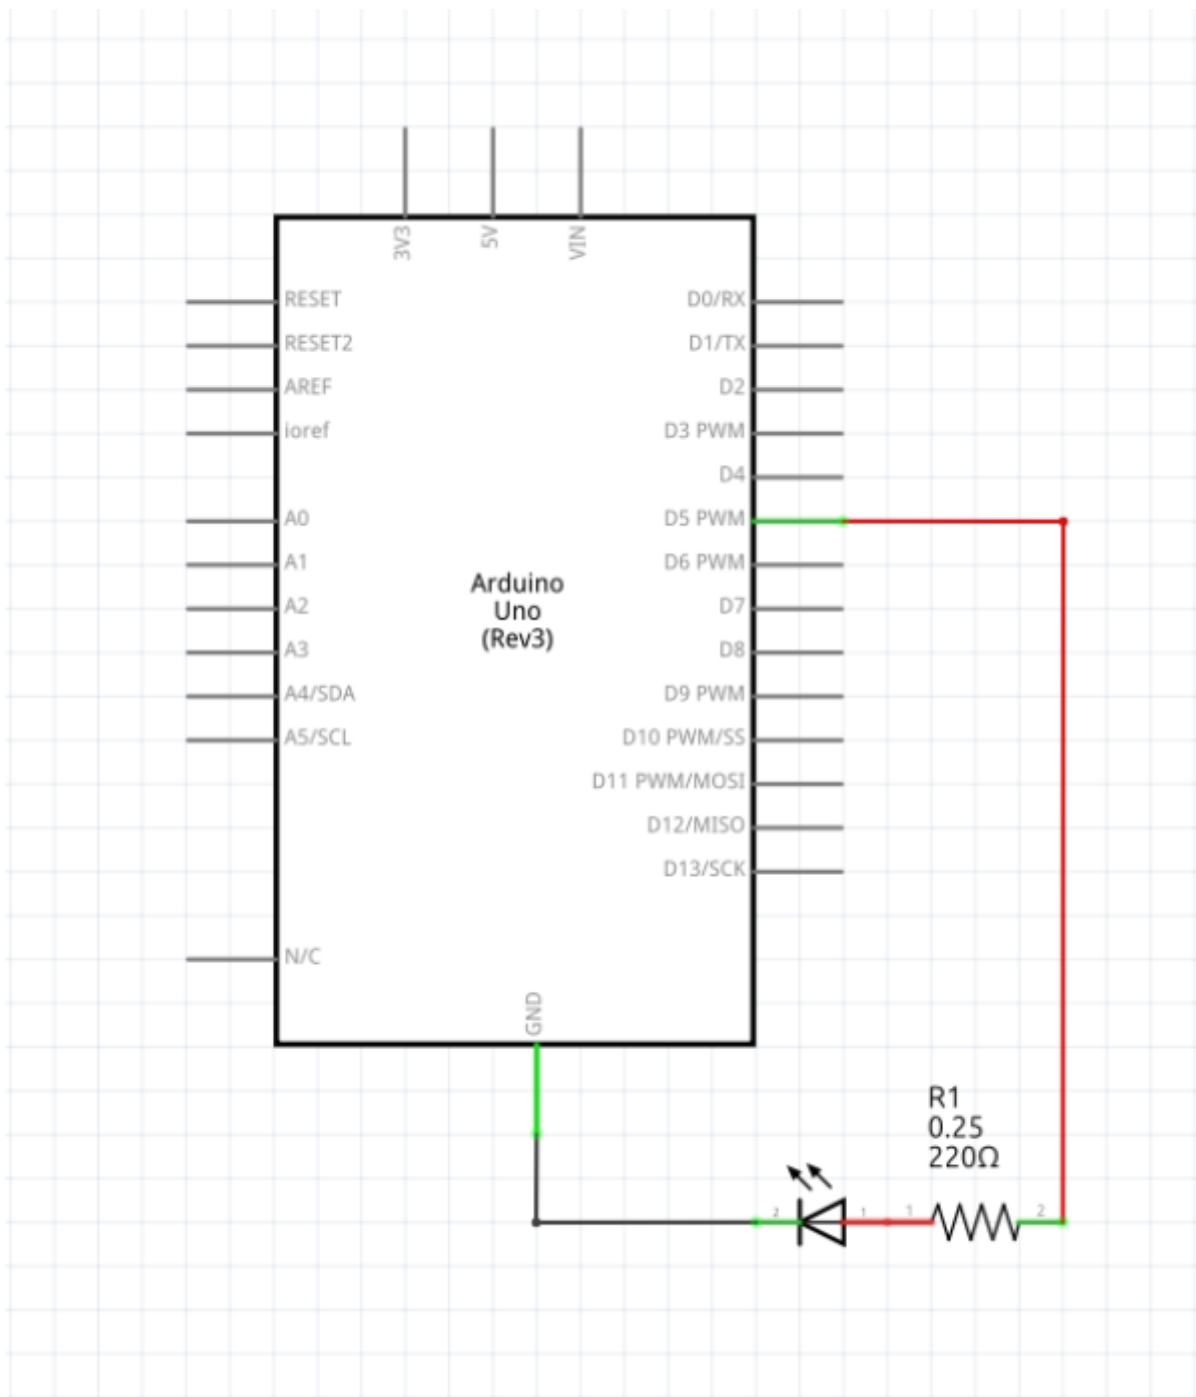 3V3
5V
VIN
RESET
RESET2
AREF
ioref
A0
A1
A2
A3
A4/SDA
A5/SCL
N/C
Arduino
Uno
(Rev3)
D0/RX
D1/TX
D2
D3 PWM
D4
D5 PWM
D6 PWM
D7
D8
D9 PWM
D10 PWM/SS
D11 PWM/MOSI
D12/MISO
D13/SCK
GND
R1
0.25
220Ω
2 1 1 2